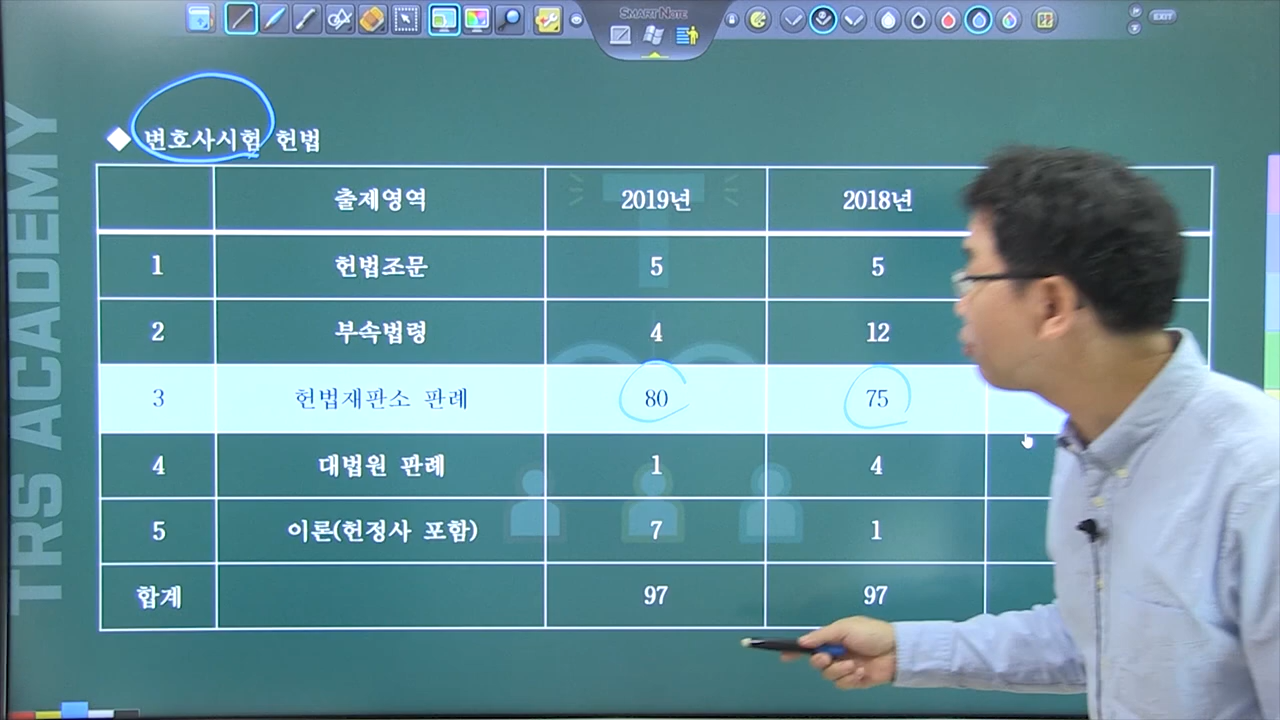 SMARTNOTE
EXIT
TRS ACADEMY
◆ 변호사시험 헌법
출제영역 2019년 2018년
1 헌법조문 5 5
2 부속법령 4 12
3 헌법재판소 판례 80 75
4 대법원 판례 1 4
5 이론(헌정사 포함) 7 1
합계 97 97